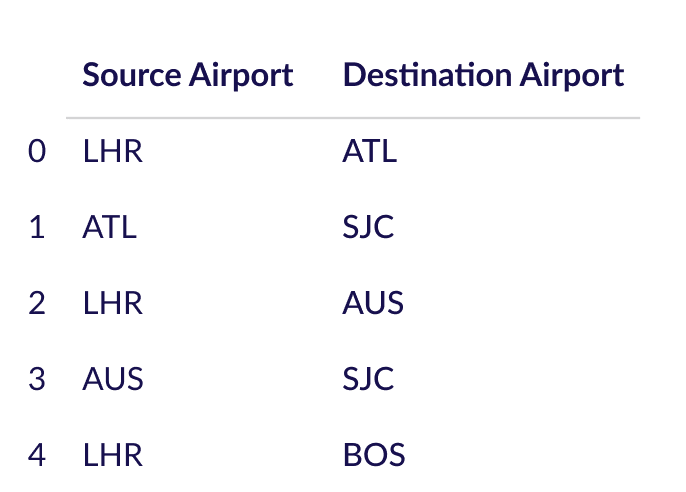 Source Airport Destination Airport
0 LHR ATL
1 ATL SJC
2 LHR AUS
3 AUS SJC
4 LHR BOS